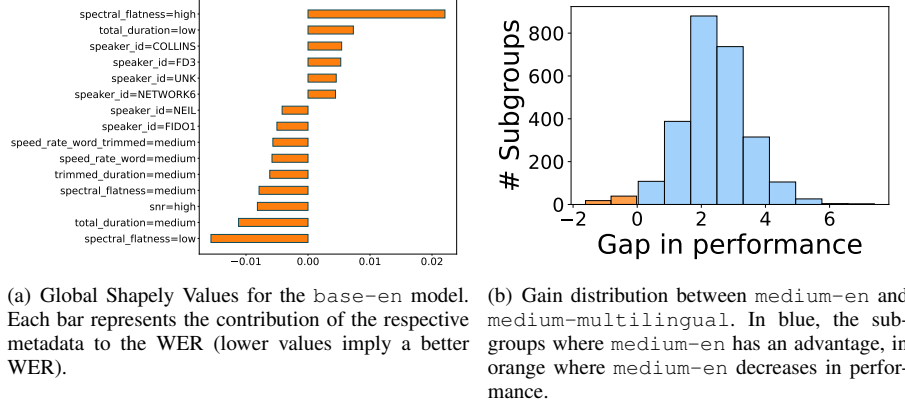 spectral_flatness=high
total_duration=low
speaker_id=COLLINS
speaker_id=FD3
speaker_id=UNK
speaker_id=NETWORK6
speaker_id=NEIL
speaker_id=FIDO1
speed_rate_word_trimmed=medium
speed_rate_word=medium
trimmed_duration=medium
spectral_flatness=medium
snr=high
total_duration=medium
spectral_flatness=low
−0.01 0.00 0.01 0.02
# Subgroups
800
600
400
200
0
−2 0 2 4 6
Gap in performance
(a) Global Shapely Values for the base-en model.
Each bar represents the contribution of the respective
metadata to the WER (lower values imply a better
WER).
(b) Gain distribution between medium-en and
medium-multilingual. In blue, the sub-
groups where medium-en has an advantage, in
orange where medium-en decreases in perfor-
mance.